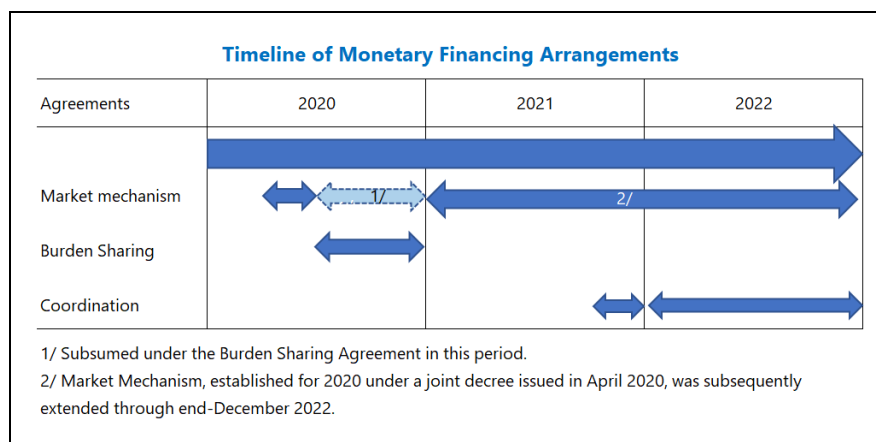 Timeline of Monetary Financing Arrangements
Agreements 2020 2021 2022
Market mechanism 1/ 2/
Burden Sharing
Coordination
1/ Subsumed under the Burden Sharing Agreement in this period.
2/ Market Mechanism, established for 2020 under a joint decree issued in April 2020, was subsequently
extended through end-December 2022.